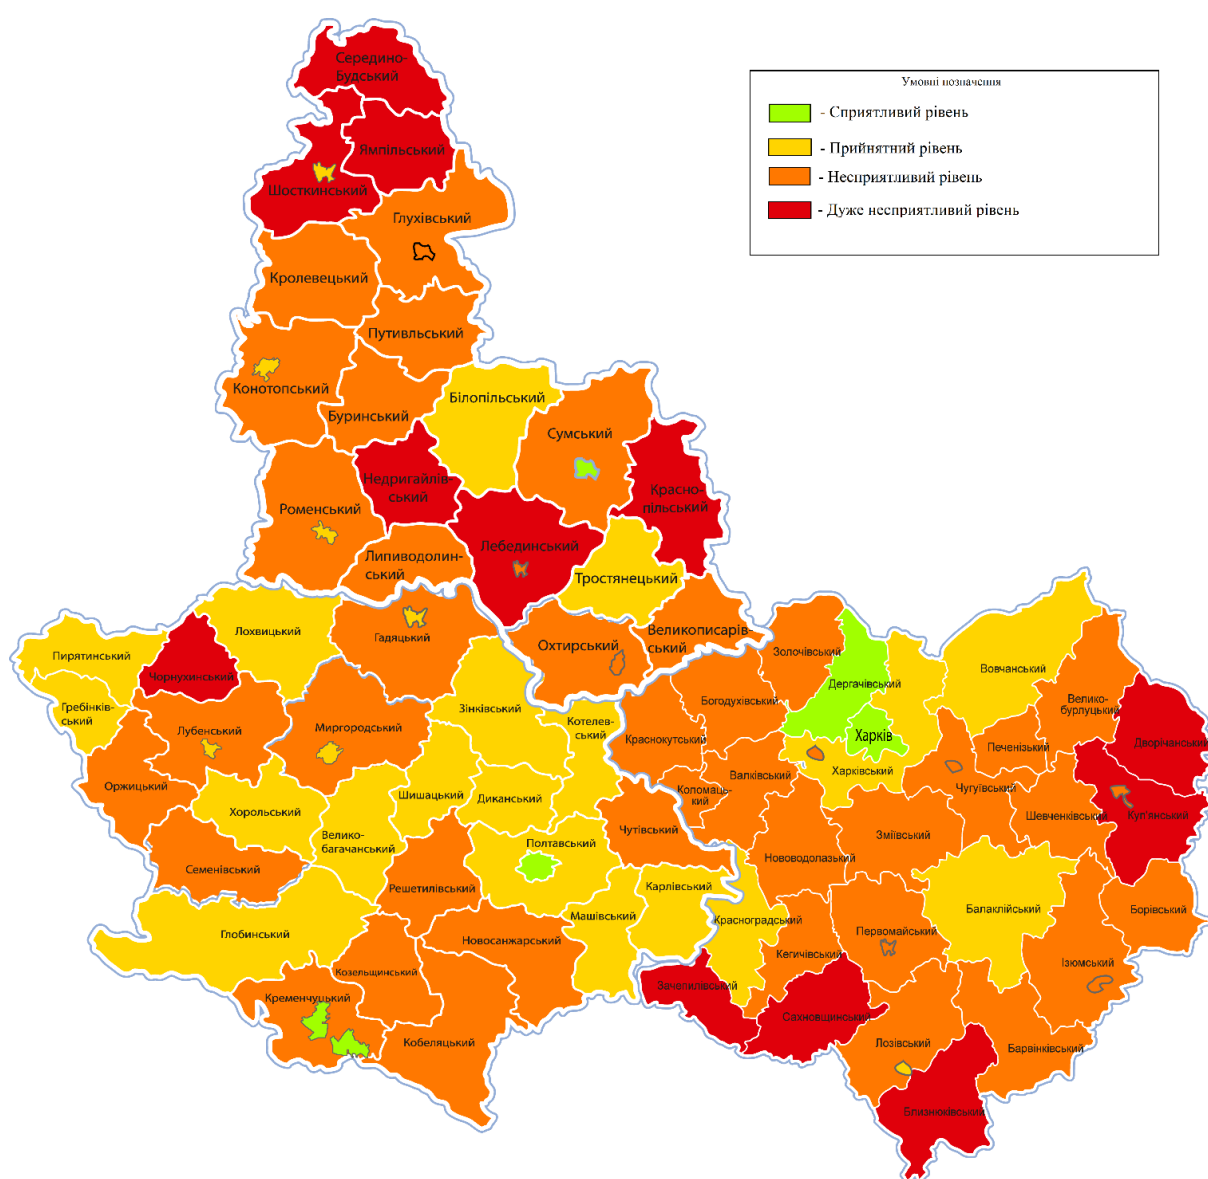 Умовні позначення
- Сприятливий рівень
- Прийнятний рівень
- Несприятливий рівень
- Дуже несприятливий рівень
Середино-
Будський
Ямпільський
Шосткинський
Глухівський
Кролевецький
Путивльський
Конотопський
Буринський
Білопільський
Сумський
Недригайлів-
ський
Красно-
пільський
Роменський
Лебединський
Липиводолин-
ський
Тростянецький
Охтирський
Великописарів-
ський
Пирятинський
Лохвицький
Гадяцький
Чорнухинський
Гребінків-
ський
Зінківський
Котелев-
ський
Лубенський
Миргородський
Оржицький
Хорольський
Шишацький
Диканський
Велико-
багачанський
Чутівський
Полтавський
Семенівський
Решетилівський
Карлівський
Машівський
Глобинський
Новосанжарський
Козельщинський
Кременчуцький
Кобеляцький
Золочівський
Дергачівський
Вовчанський
Богодухівський
Велико-
бурлуцький
Харків
Краснокутський
Печенізький
Дворічанський
Валківський
Харківський
Коломаць-
кий
Чугуївський
Шевченківський
Куп'янський
Зміївський
Нововодолазький
Балаклійський
Борівський
Красноградський
Первомайський
Кегичівський
Ізюмський
Зачепилівський
Сахновщинський
Лозівський
Барвінківський
Близнюківський